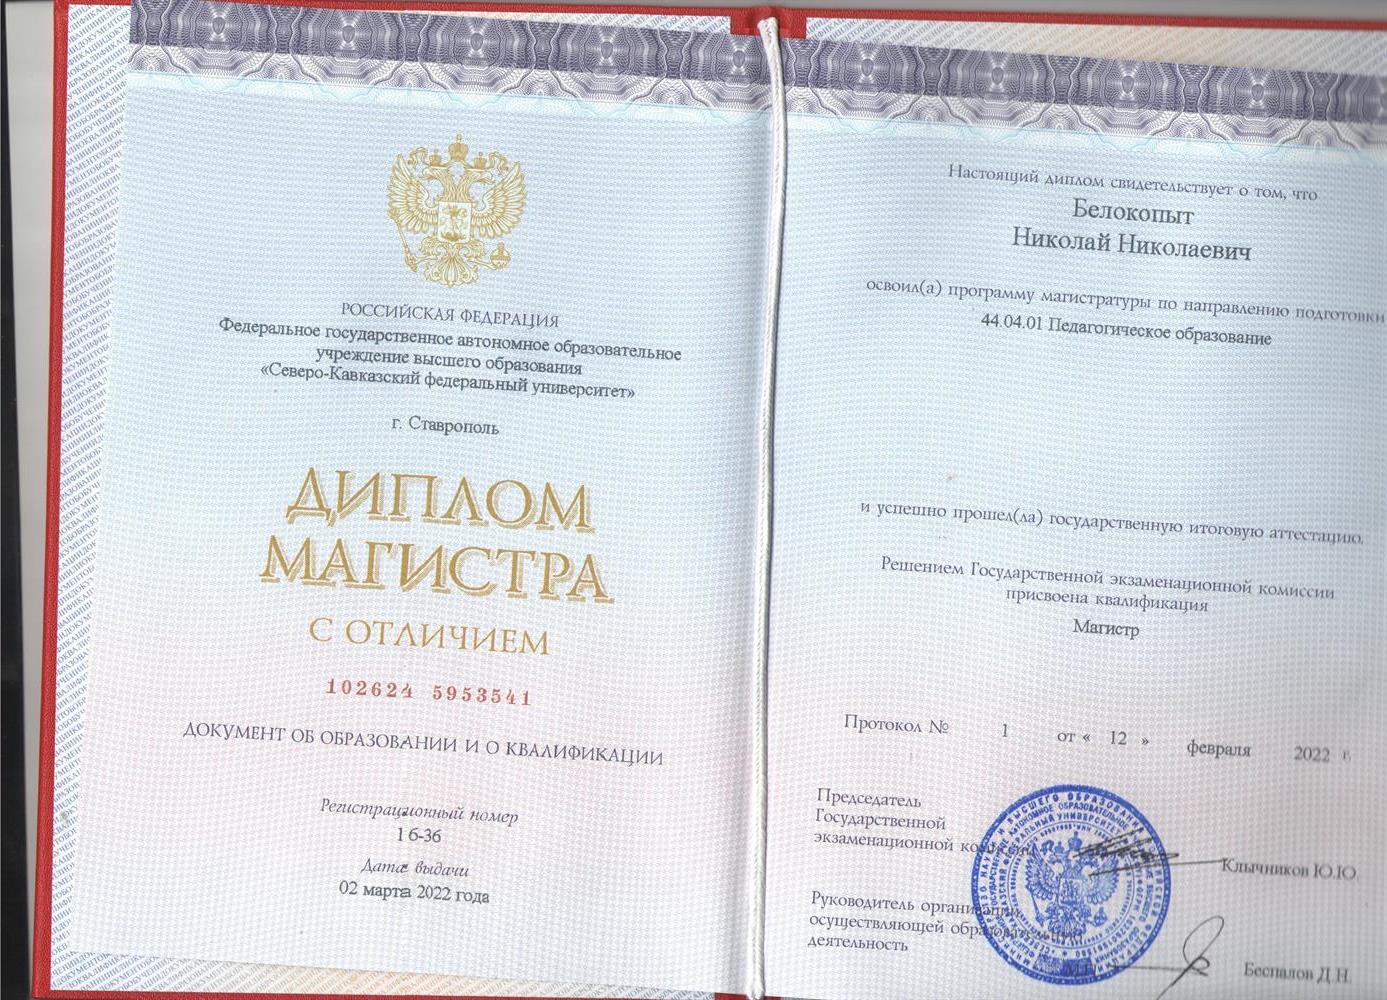 РОССИЙСКАЯ ФЕДЕРАЦИЯ
Федеральное государственное автономное образовательное
учреждение высшего образования
«Северо-Кавказский федеральный университет»
г. Ставрополь
ДИПЛОМ
МАГИСТРА
С ОТЛИЧИЕМ
102624 5953541
ДОКУМЕНТ ОБ ОБРАЗОВАНИИ И О КВАЛИФИКАЦИИ
Регистрационный номер
16-36
Дата выдачи
02 марта 2022 года
Настоящий диплом свидетельствует о том, что
Белокопыт
Николай Николаевич
освоил(а) программу магистратуры по направлению подготовки
44.04.01 Педагогическое образование
и успешно прошел(ла) государственную итоговую аттестацию.
Решением Государственной экзаменационной комиссии
присвоена квалификация
Магистр
Протокол № 1 от « 12 » февраля 2022 г.
Председатель
Государственной
экзаменационной комиссии
Клычников Ю.Ю.
Руководитель организации,
осуществляющей образовательную
деятельность
М.П.
Беспалов Д.Н.